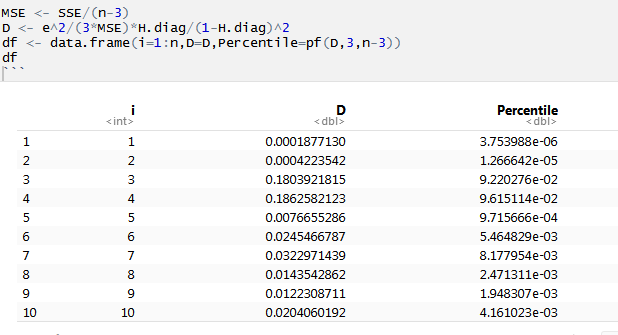 MSE <- SSE/(n-3)
D <- e^2/(3*MSE)*H.diag/(1-H.diag)^2
df <- data.frame(i=1:n,D=D,Percentile=pf(D,3,n-3))
df
```
i D Percentile
<int> <dbl> <dbl>
1 1 0.0001877130 3.753988e-06
2 2 0.0004223542 1.266642e-05
3 3 0.1803921815 9.220276e-02
4 4 0.1862582123 9.615114e-02
5 5 0.0076655286 9.715666e-04
6 6 0.0245466787 5.464829e-03
7 7 0.0322971439 8.177954e-03
8 8 0.0143542862 2.471311e-03
9 9 0.0122308711 1.948307e-03
10 10 0.0204060192 4.161023e-03